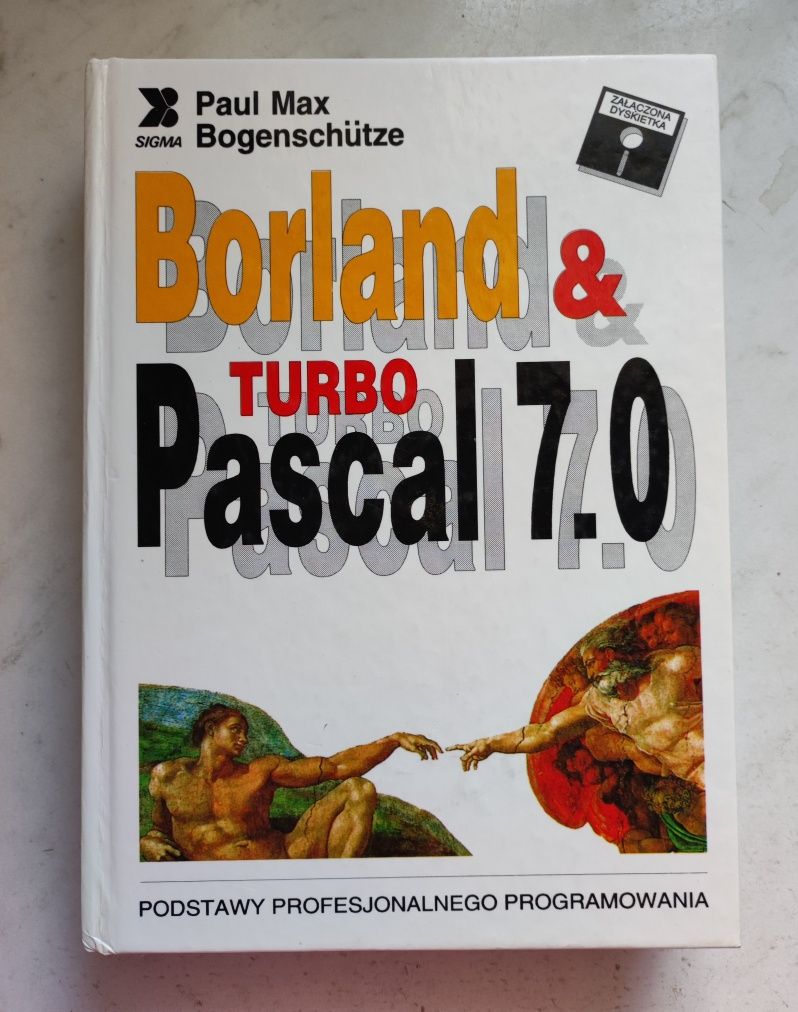 SIGMA
Paul Max
Bogenschütze
ZAŁĄCZONA
DYSKIETKA
Borland &
TURBO
Pascal 7.0
PODSTAWY PROFESJONALNEGO PROGRAMOWANIA